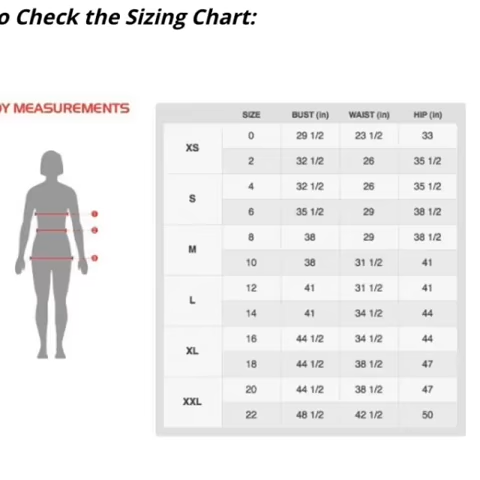 o Check the Sizing Chart:
DY MEASUREMENTS
SIZE BUST (in) WAIST (in) HIP (in)
XS
0 29 1/2 23 1/2 33
2 32 1/2 26 35 1/2
S
4 32 1/2 26 35 1/2
6 35 1/2 29 38 1/2
M
8 38 29 38 1/2
10 38 31 1/2 41
L
12 41 31 1/2 41
14 41 34 1/2 44
XL
16 44 1/2 34 1/2 44
18 44 1/2 38 1/2 47
XXL
20 44 1/2 38 1/2 47
22 48 1/2 42 1/2 50
1
2
3